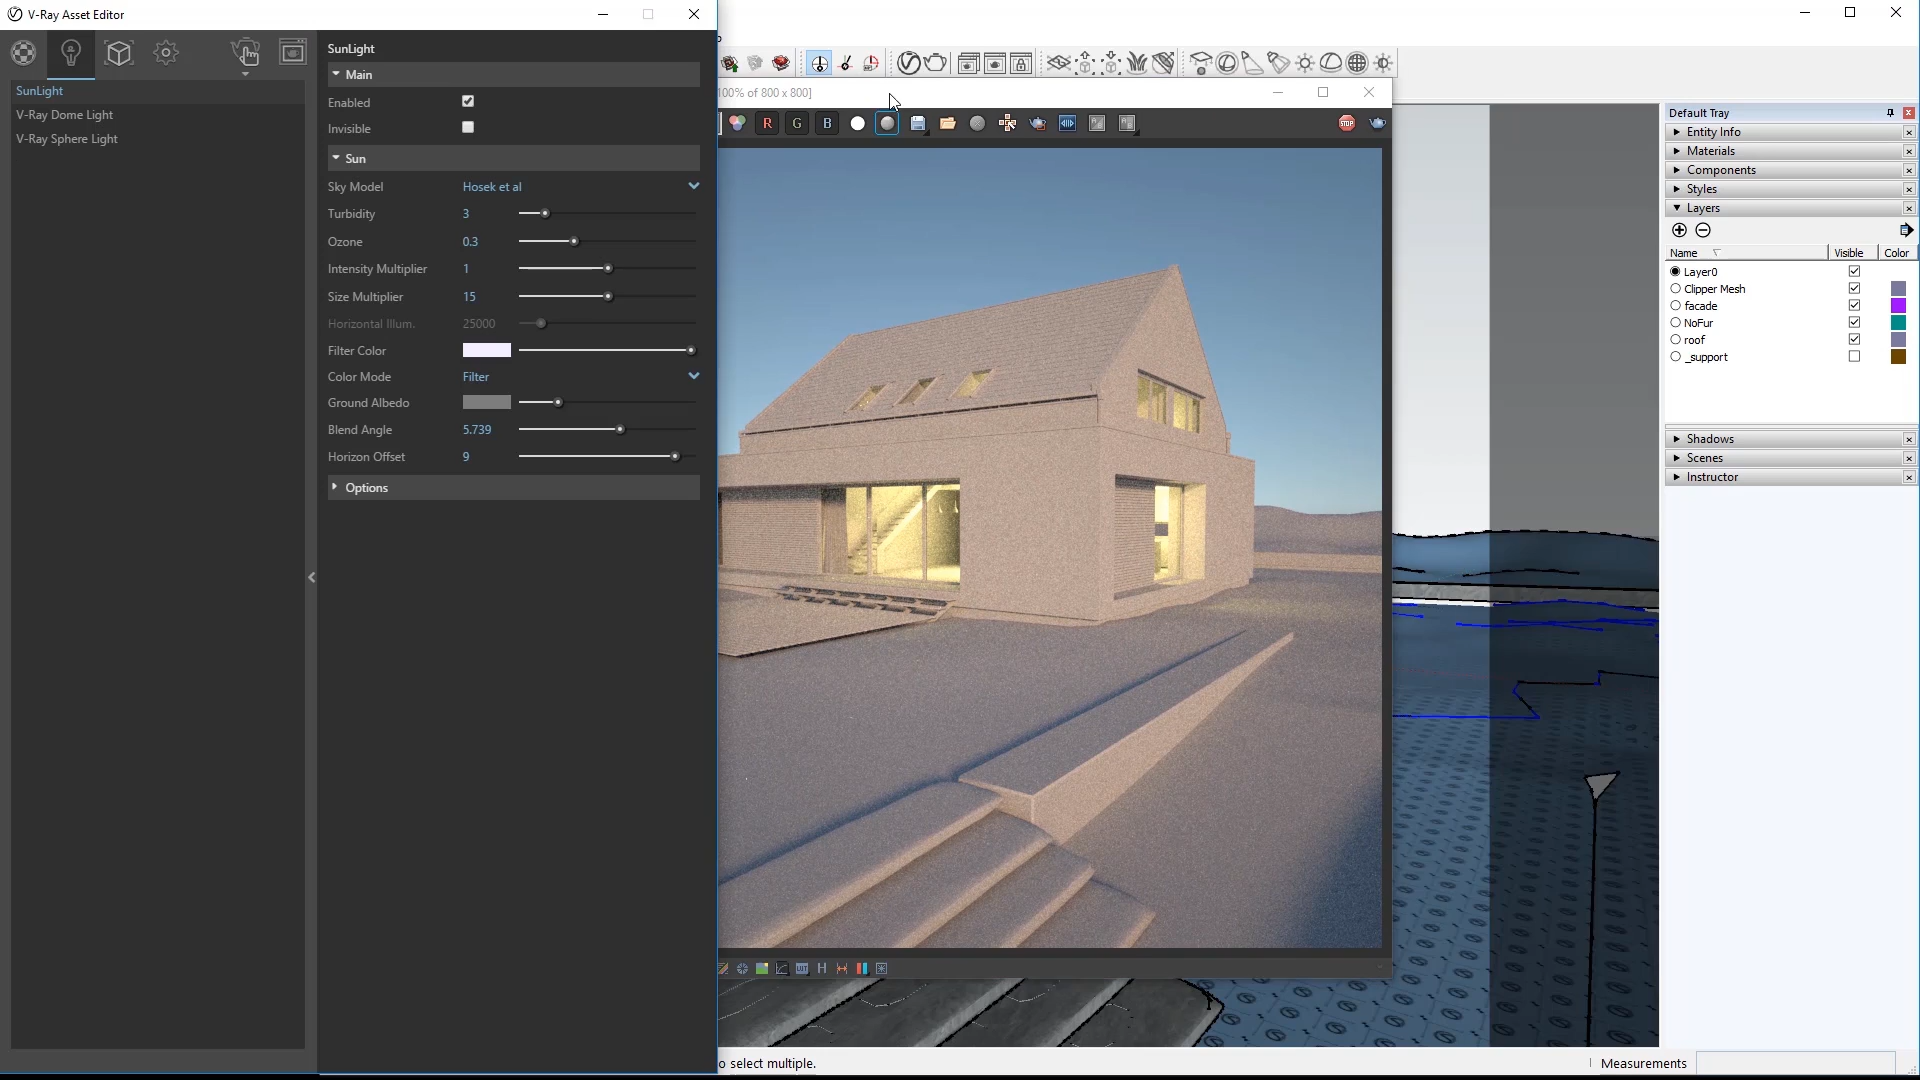 V-Ray Asset Editor
SunLight
V-Ray Dome Light
V-Ray Sphere Light
SunLight
Main
Enabled
Invisible
Sun
Sky Model Hosek et al
Turbidity 3
Ozone 0.3
Intensity Multiplier 1
Size Multiplier 15
Horizontal Illum. 25000
Filter Color
Color Mode Filter
Ground Albedo
Blend Angle 5.739
Horizon Offset 9
Options
100% of 800 x 800]
R G B
STOP
H
Default Tray
Entity Info
Materials
Components
Styles
Layers
Name Visible Color
Layer0
Clipper Mesh
facade
NoFur
roof
_support
Shadows
Scenes
Instructor
o select multiple.
Measurements